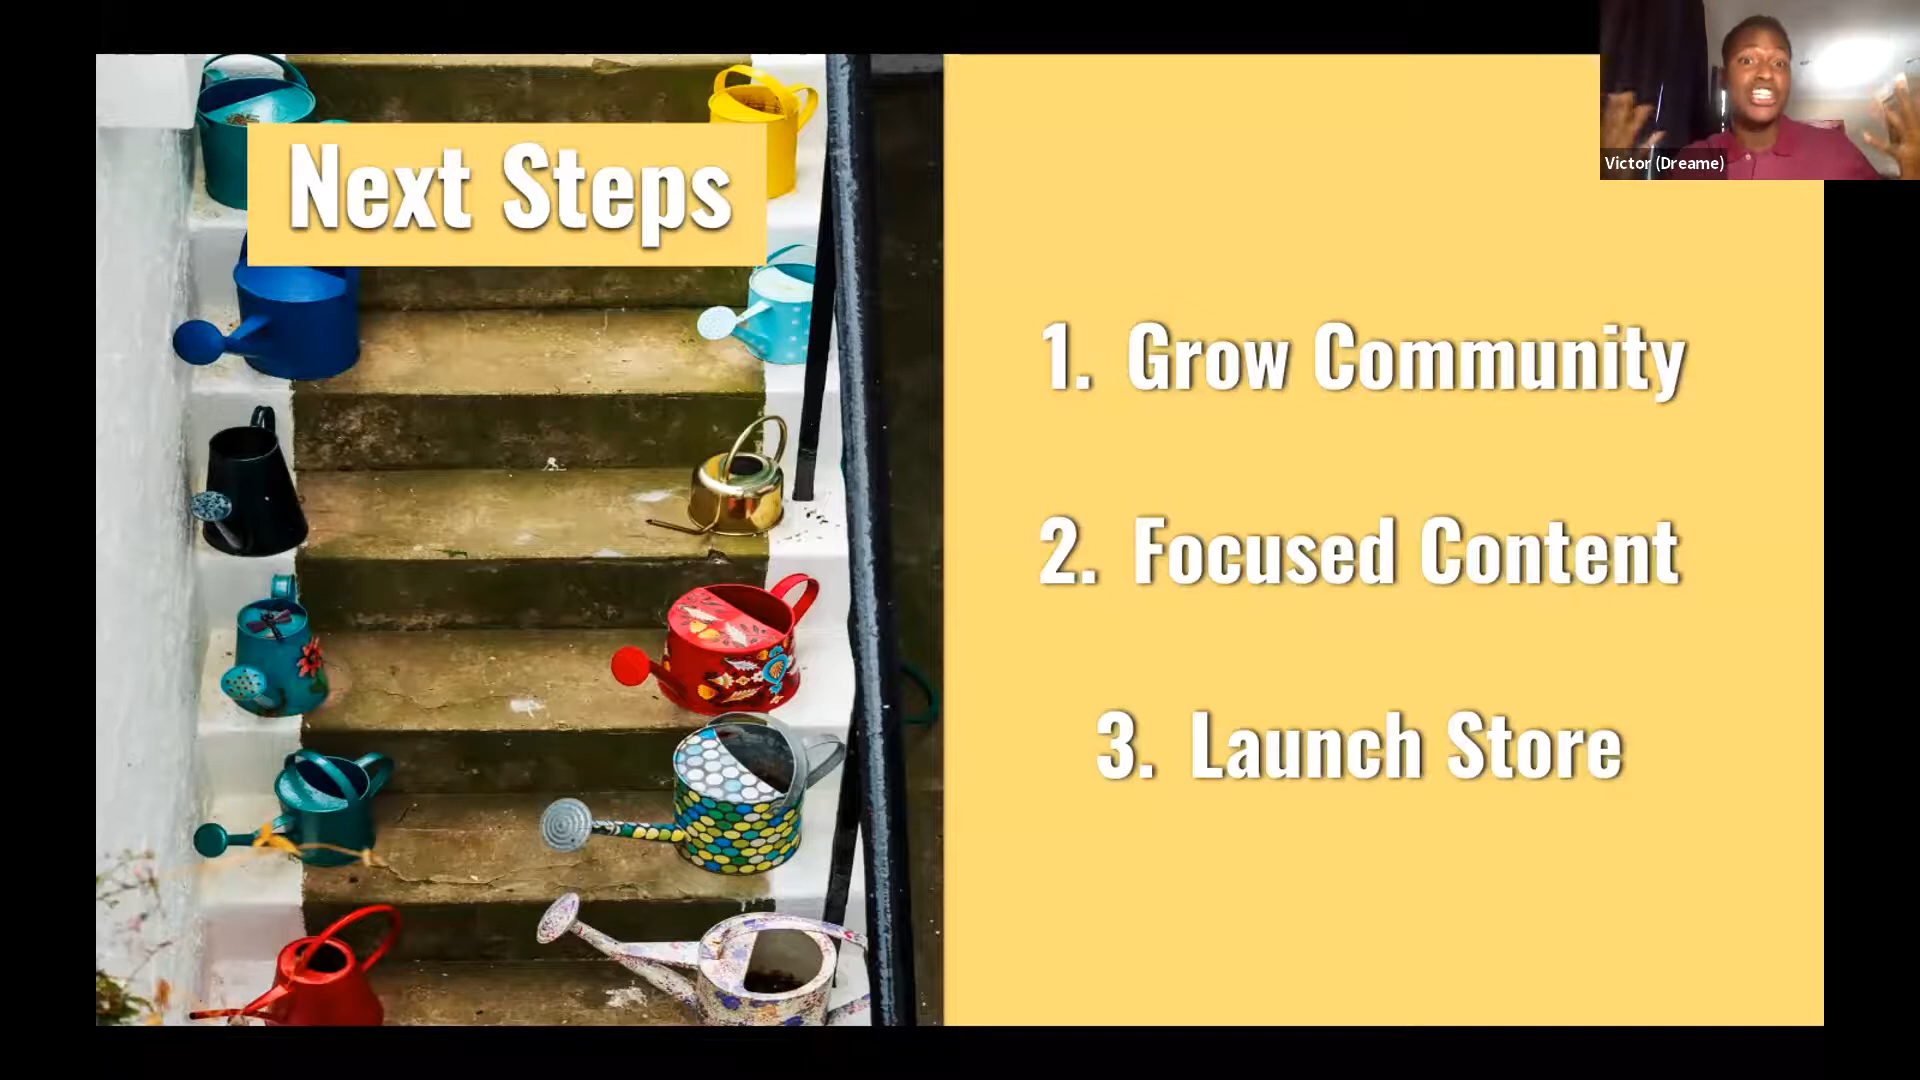 Victor (Dreame)
Next Steps
1. Grow Community
2. Focused Content
3. Launch Store